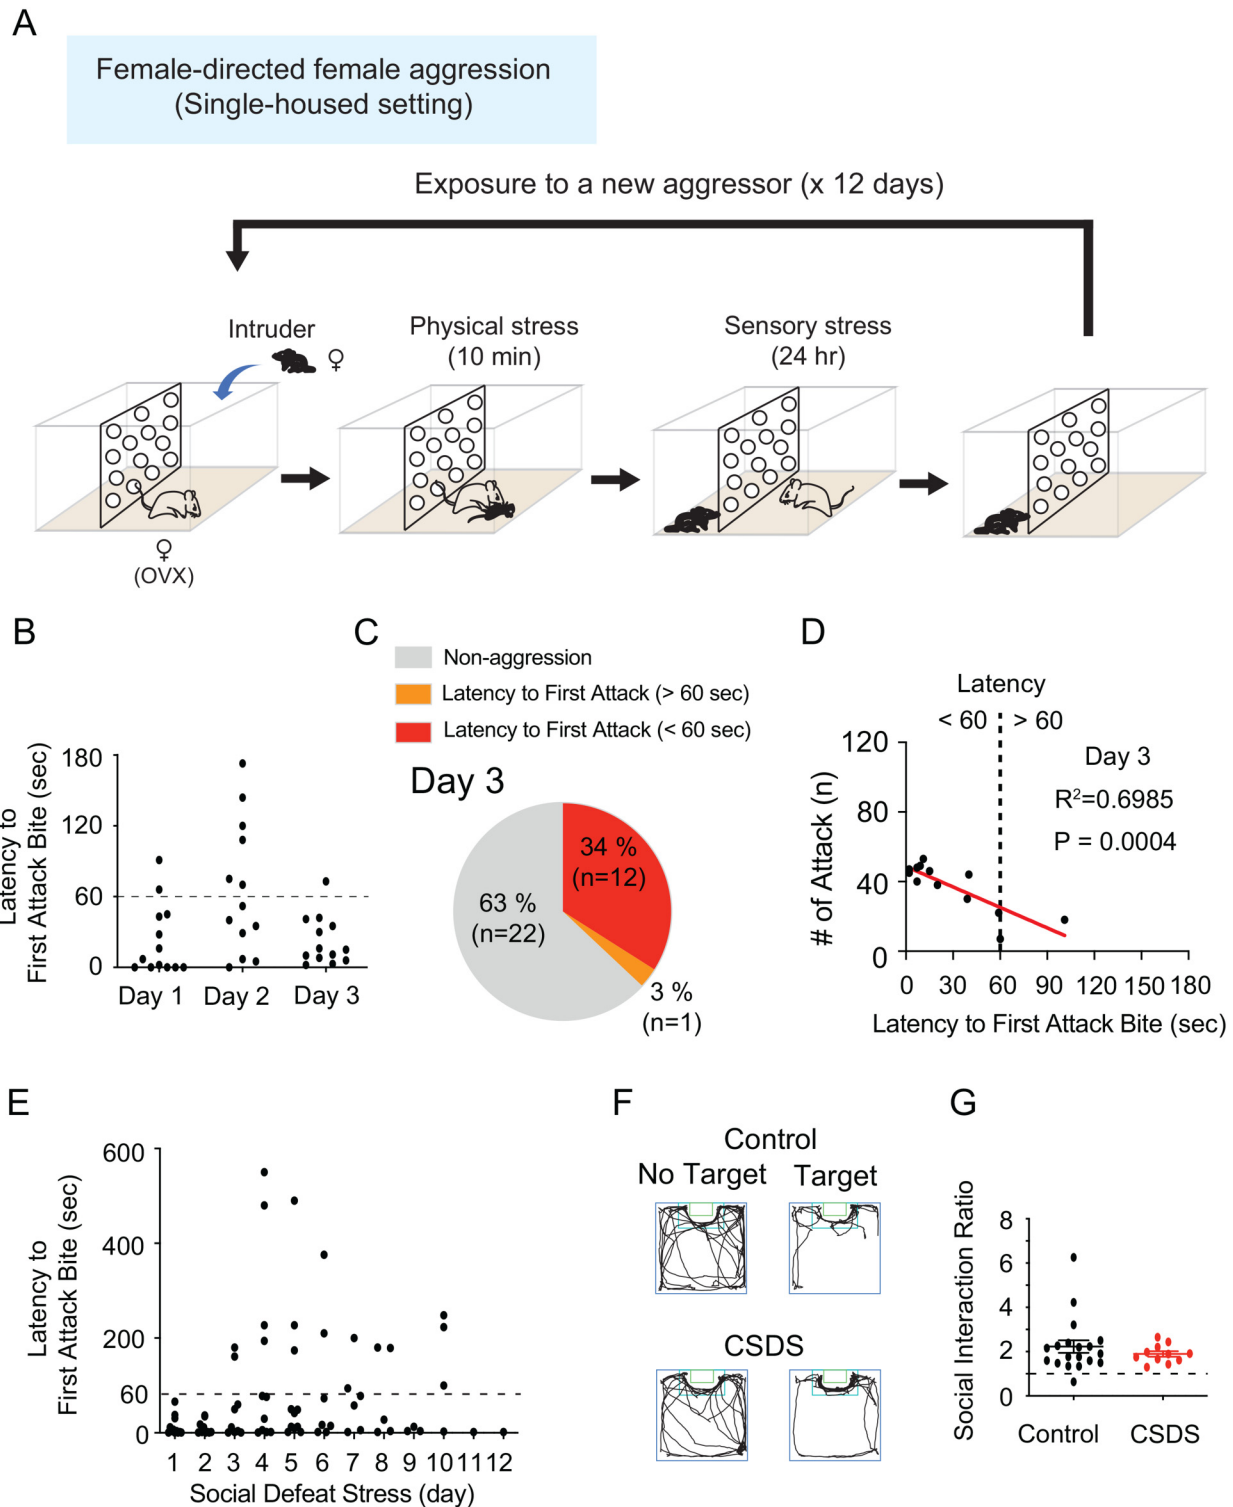 A
Female-directed female aggression
(Single-housed setting)
Exposure to a new aggressor (x 12 days)
Intruder
♀
Physical stress
(10 min)
Sensory stress
(24 hr)
♀
(OVX)
B
Latency to
First Attack Bite (sec)
180
120
60
0
Day 1
Day 2
Day 3
C
Non-aggression
Latency to First Attack (> 60 sec)
Latency to First Attack (< 60 sec)
Day 3
34 %
(n=12)
63 %
(n=22)
3 %
(n=1)
D
Latency
< 60
> 60
Day 3
R²=0.6985
P = 0.0004
# of Attack (n)
120
80
40
0
0 30 60 90 120 150 180
Latency to First Attack Bite (sec)
E
Latency to
First Attack Bite (sec)
600
400
200
60
0
1 2 3 4 5 6 7 8 9 10 11 12
Social Defeat Stress (day)
F
Control
No Target
Target
CSDS
G
Social Interaction Ratio
8
6
4
2
0
Control
CSDS